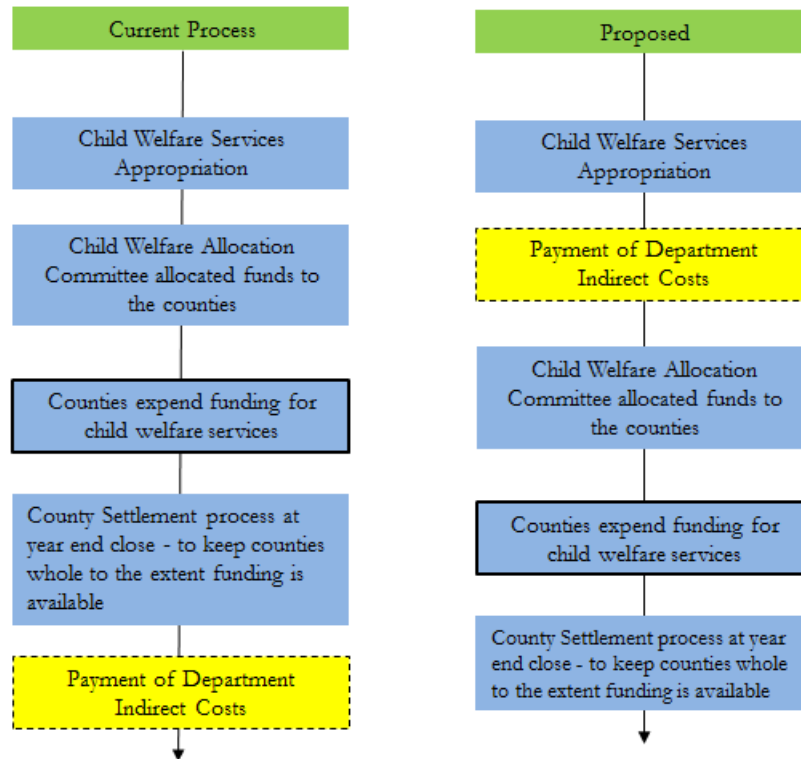 Current Process
Child Welfare Services
Appropriation
Child Welfare Allocation
Committee allocated funds to
the counties
Counties expend funding for
child welfare services
County Settlement process at
year end close - to keep counties
whole to the extent funding is
available
Payment of Department
Indirect Costs
Proposed
Child Welfare Services
Appropriation
Payment of Department
Indirect Costs
Child Welfare Allocation
Committee allocated funds to
the counties
Counties expend funding for
child welfare services
County Settlement process at year
end close - to keep counties whole
to the extent funding is available